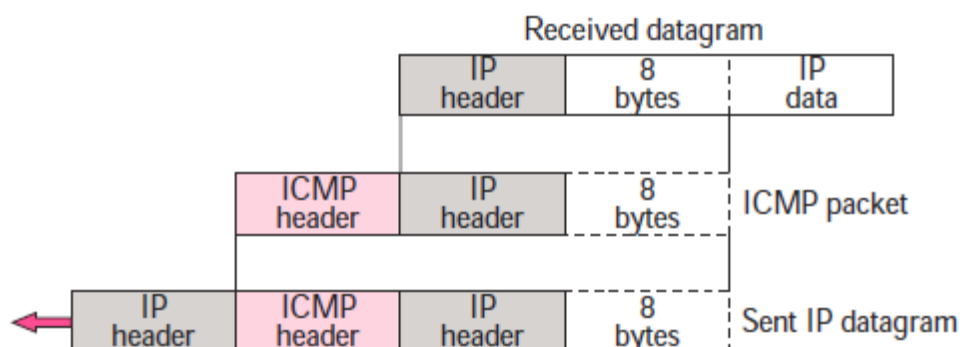 Received datagram
IP header 8 bytes IP data
ICMP header IP header 8 bytes ICMP packet
IP header ICMP header IP header 8 bytes Sent IP datagram